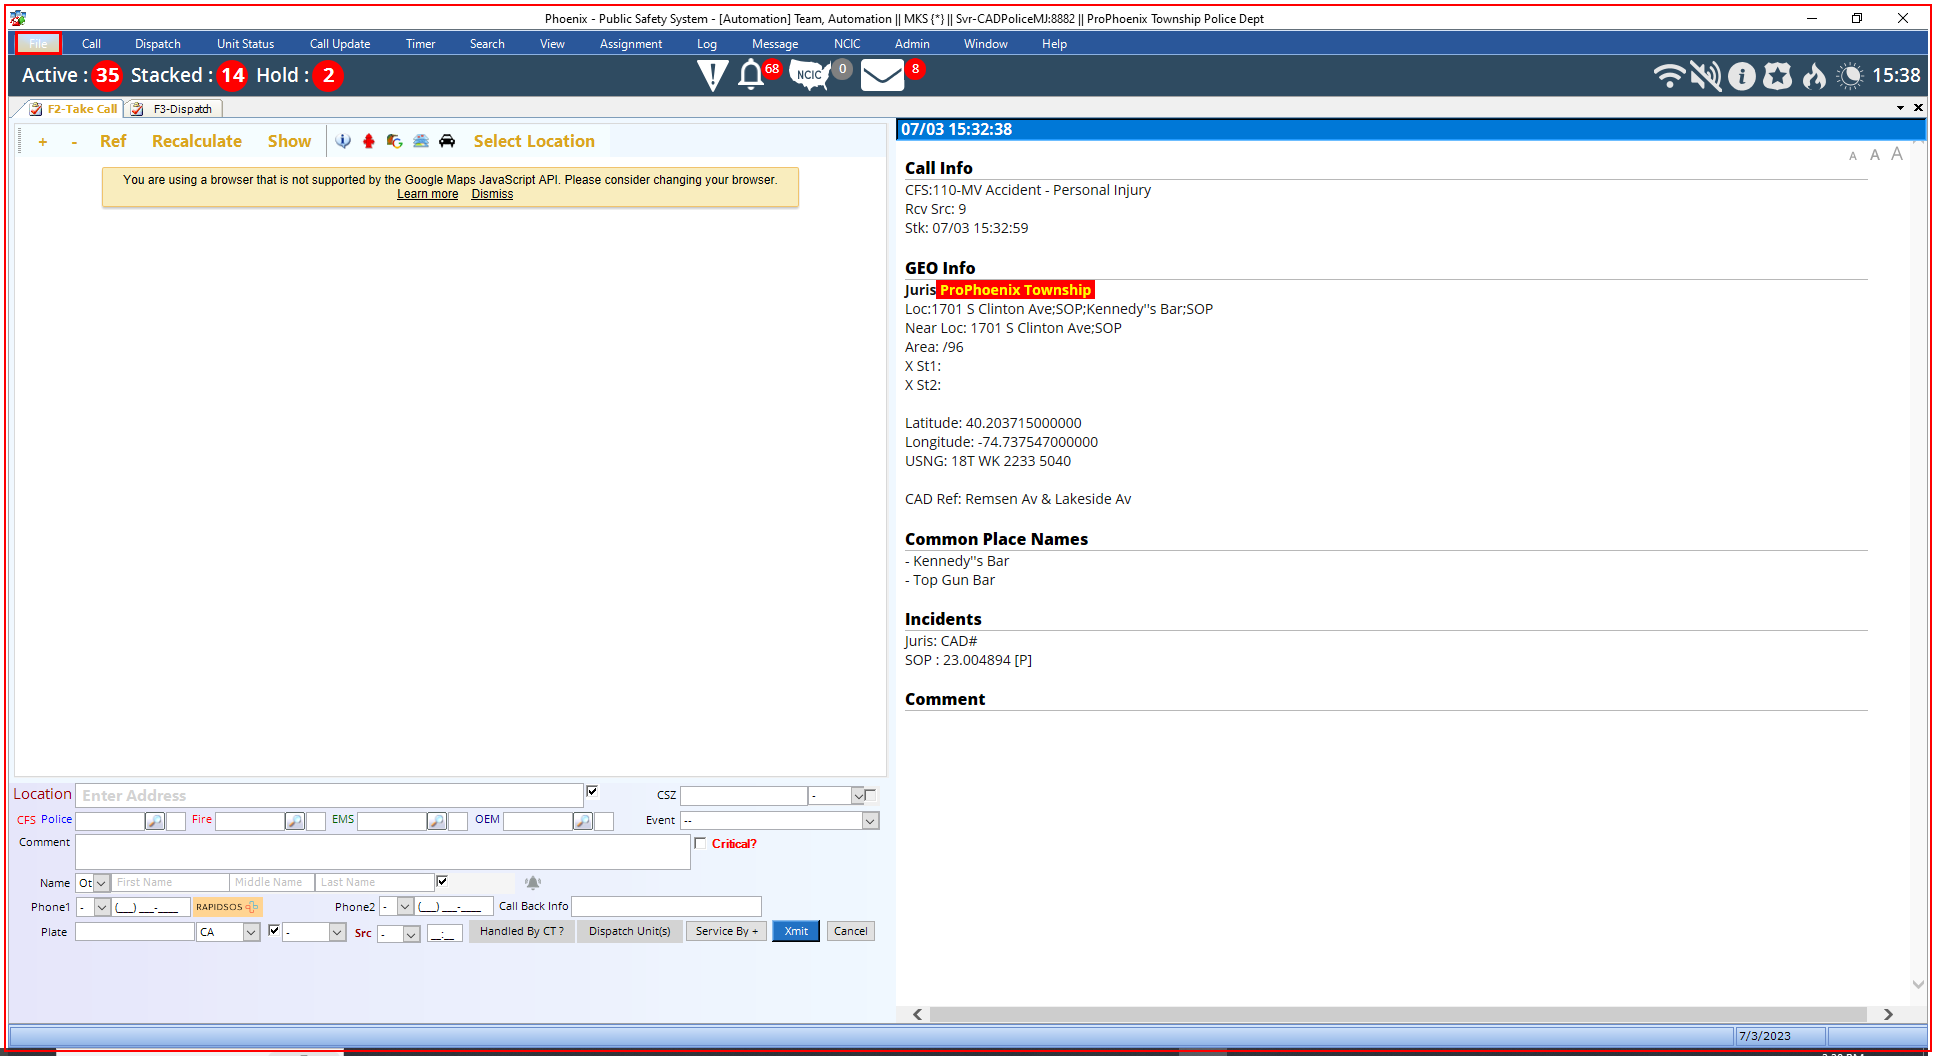 Phoenix - Public Safety System - [Automation] Team, Automation || MKS {*} || Svr-CADPoliceMJ:8882 || ProPhoenix Township Police Dept
File Call Dispatch Unit Status Call Update Timer Search View Assignment Log Message NCIC Admin Window Help
Active : 35 Stacked : 14 Hold : 2 68 NCIC 0 8 15:38
F2-Take Call F3-Dispatch
+ - Ref Recalculate Show Select Location
You are using a browser that is not supported by the Google Maps JavaScript API. Please consider changing your browser.
Learn more Dismiss
Location Enter Address CSZ -
CFS Police Fire EMS OEM Event --
Comment Critical?
Name Ot First Name Middle Name Last Name
Phone1 - (___) ___-____ RAPIDSOS Phone2 - (___) ___-____ Call Back Info
Plate CA - Src - __:__ Handled By CT ? Dispatch Unit(s) Service By + Xmit Cancel
07/03 15:32:38
A A A
Call Info
CFS:110-MV Accident - Personal Injury
Rcv Src: 9
Stk: 07/03 15:32:59
GEO Info
Juris ProPhoenix Township
Loc:1701 S Clinton Ave;SOP;Kennedy''s Bar;SOP
Near Loc: 1701 S Clinton Ave;SOP
Area: /96
X St1:
X St2:
Latitude: 40.203715000000
Longitude: -74.737547000000
USNG: 18T WK 2233 5040
CAD Ref: Remsen Av & Lakeside Av
Common Place Names
- Kennedy''s Bar
- Top Gun Bar
Incidents
Juris: CAD#
SOP : 23.004894 [P]
Comment
7/3/2023